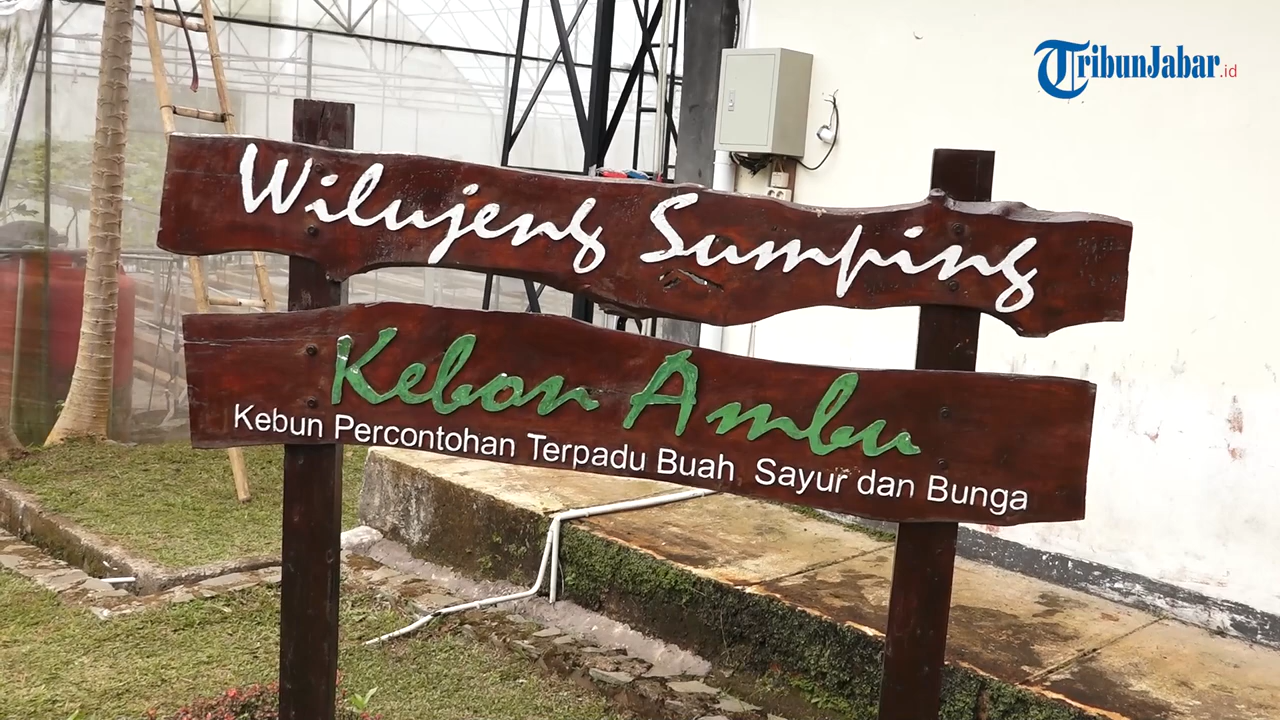 TribunJabar.id
Wilujeng Sumping
Kebon Ambu
Kebun Percontohan Terpadu Buah Sayur dan Bunga